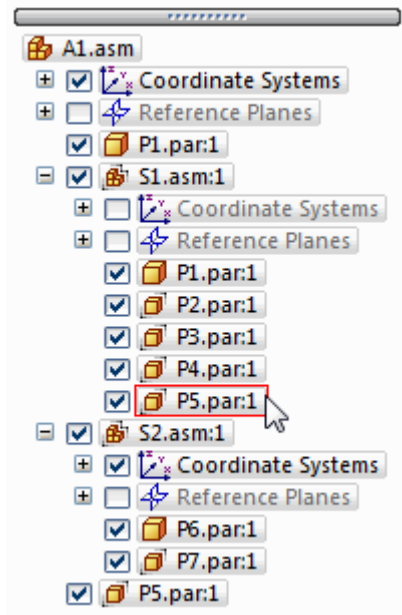 A1.asm
Coordinate Systems
Reference Planes
P1.par:1
S1.asm:1
Coordinate Systems
Reference Planes
P1.par:1
P2.par:1
P3.par:1
P4.par:1
P5.par:1
S2.asm:1
Coordinate Systems
Reference Planes
P6.par:1
P7.par:1
P5.par:1